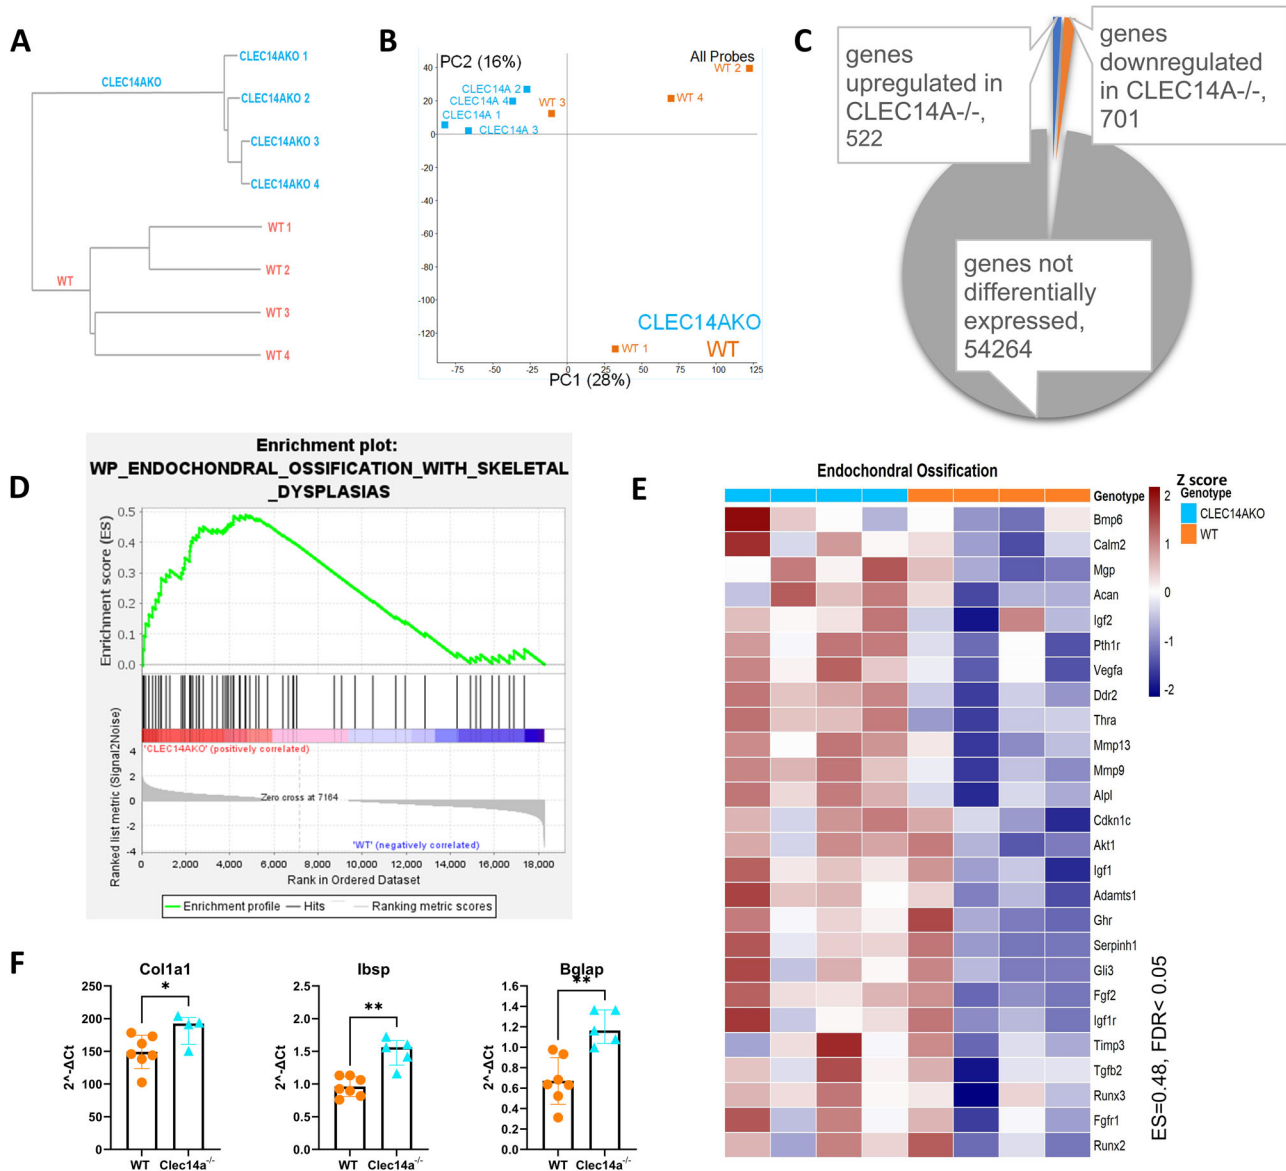 A
CLEC14AKO 1
CLEC14AKO
CLEC14AKO 2
CLEC14AKO 3
CLEC14AKO 4
WT 1
WT 2
WT
WT 3
WT 4
B
PC2 (16%)
All Probes
40
20
0
-20
-40
-60
-80
-100
-120
WT 2
CLEC14A 2
CLEC14A 4
WT 3
WT 4
CLEC14A 1
CLEC14A 3
CLEC14AKO
WT 1
WT
-75
-50
-25
0
25
50
75
100
125
PC1 (28%)
C
genes
upregulated in
CLEC14A-/-,
522
genes
downregulated
in CLEC14A-/-,
701
genes not
differentially
expressed,
54264
D
Enrichment plot:
WP_ENDOCHONDRAL_OSSIFICATION_WITH_SKELETAL
_DYSPLASIAS
Enrichment score (ES)
0.5
0.4
0.3
0.2
0.1
0.0
'CLEC14AKO' (positively correlated)
Ranked list metric (Signal2Noise)
4
2
0
-2
-4
Zero cross at 7164
'WT' (negatively correlated)
0
2,000
4,000
6,000
8,000
10,000
12,000
14,000
16,000
18,000
Rank in Ordered Dataset
Enrichment profile
Hits
Ranking metric scores
E
Endochondral Ossification
Genotype
Bmp6
Calm2
Mgp
Acan
Igf2
Pth1r
Vegfa
Ddr2
Thra
Mmp13
Mmp9
Alpl
Cdkn1c
Akt1
Igf1
Adamts1
Ghr
Serpinh1
Gli3
Fgf2
Igf1r
Timp3
Tgfb2
Runx3
Fgfr1
Runx2
2
1
0
-1
-2
Z score
Genotype
CLEC14AKO
WT
ES=0.48, FDR< 0.05
F
Col1a1
*
2^-ΔCt
250
200
150
100
50
0
WT
Clec14a-/-
Ibsp
**
2^-ΔCt
2.5
2.0
1.5
1.0
0.5
0.0
WT
Clec14a-/-
Bglap
**
2^-ΔCt
1.6
1.4
1.2
1.0
0.8
0.6
0.4
0.2
0.0
WT
Clec14a-/-